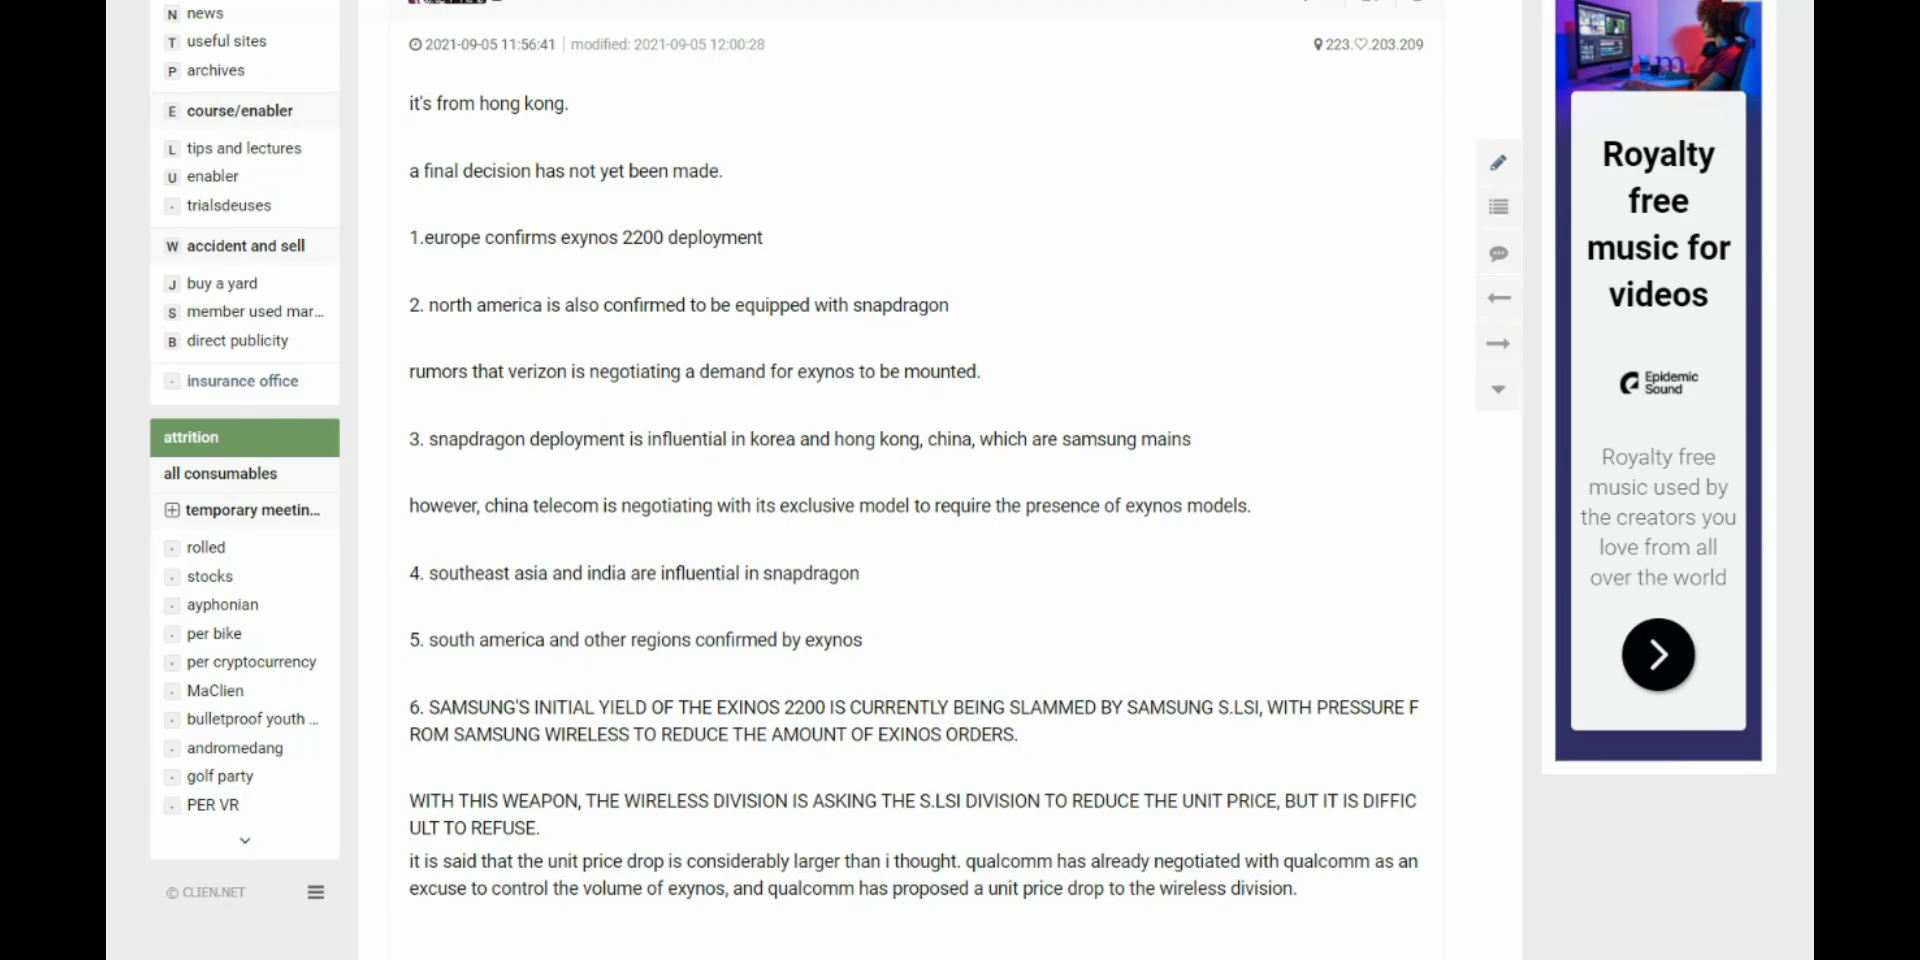 N news
T useful sites
P archives
E course/enabler
L tips and lectures
U enabler
· trialsdeuses
W accident and sell
J buy a yard
S member used mar...
B direct publicity
· insurance office
attrition
all consumables
temporary meetin...
· rolled
· stocks
· ayphonian
· per bike
· per cryptocurrency
· MaClien
· bulletproof youth ...
· andromedang
· golf party
· PER VR
© CLIEN.NET
2021-09-05 11:56:41 | modified: 2021-09-05 12:00:28
223.♡.203.209
it's from hong kong.
a final decision has not yet been made.
1.europe confirms exynos 2200 deployment
2. north america is also confirmed to be equipped with snapdragon
rumors that verizon is negotiating a demand for exynos to be mounted.
3. snapdragon deployment is influential in korea and hong kong, china, which are samsung mains
however, china telecom is negotiating with its exclusive model to require the presence of exynos models.
4. southeast asia and india are influential in snapdragon
5. south america and other regions confirmed by exynos
6. SAMSUNG'S INITIAL YIELD OF THE EXINOS 2200 IS CURRENTLY BEING SLAMMED BY SAMSUNG S.LSI, WITH PRESSURE F
ROM SAMSUNG WIRELESS TO REDUCE THE AMOUNT OF EXINOS ORDERS.
WITH THIS WEAPON, THE WIRELESS DIVISION IS ASKING THE S.LSI DIVISION TO REDUCE THE UNIT PRICE, BUT IT IS DIFFIC
ULT TO REFUSE.
it is said that the unit price drop is considerably larger than i thought. qualcomm has already negotiated with qualcomm as an
excuse to control the volume of exynos, and qualcomm has proposed a unit price drop to the wireless division.
Royalty
free
music for
videos
Epidemic
Sound
Royalty free
music used by
the creators you
love from all
over the world